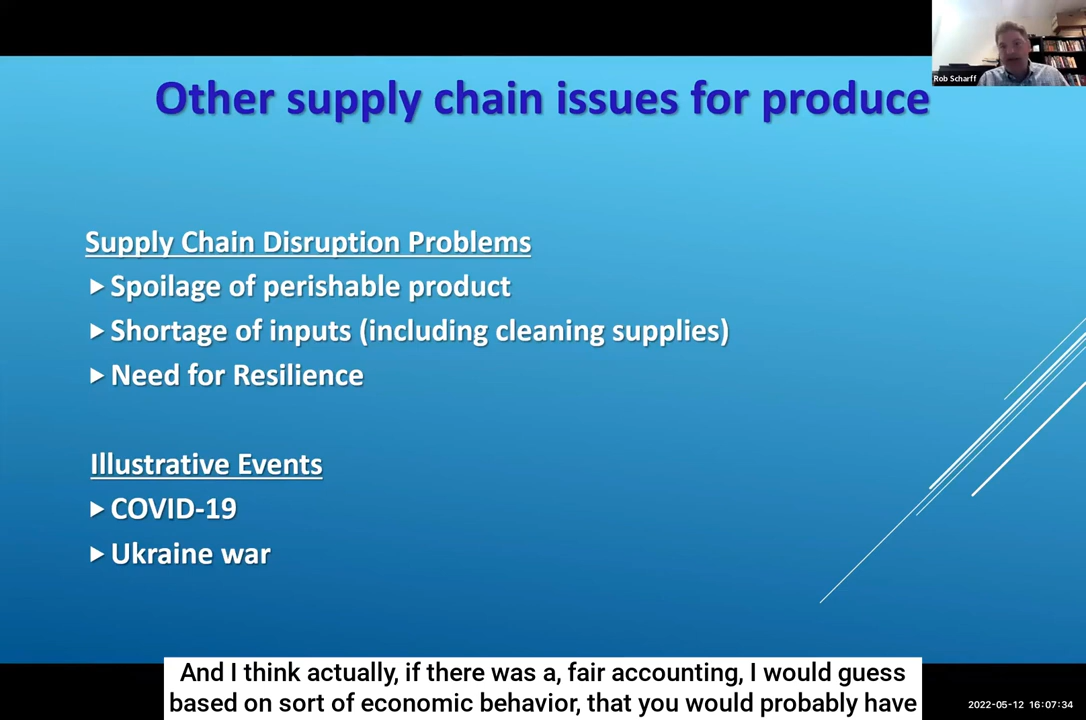 Other supply chain issues for produce
Rob Scharff
Supply Chain Disruption Problems
Spoilage of perishable product
Shortage of inputs (including cleaning supplies)
Need for Resilience
Illustrative Events
COVID-19
Ukraine war
And I think actually, if there was a, fair accounting, I would guess
based on sort of economic behavior, that you would probably have
2022-05-12 16:07:34